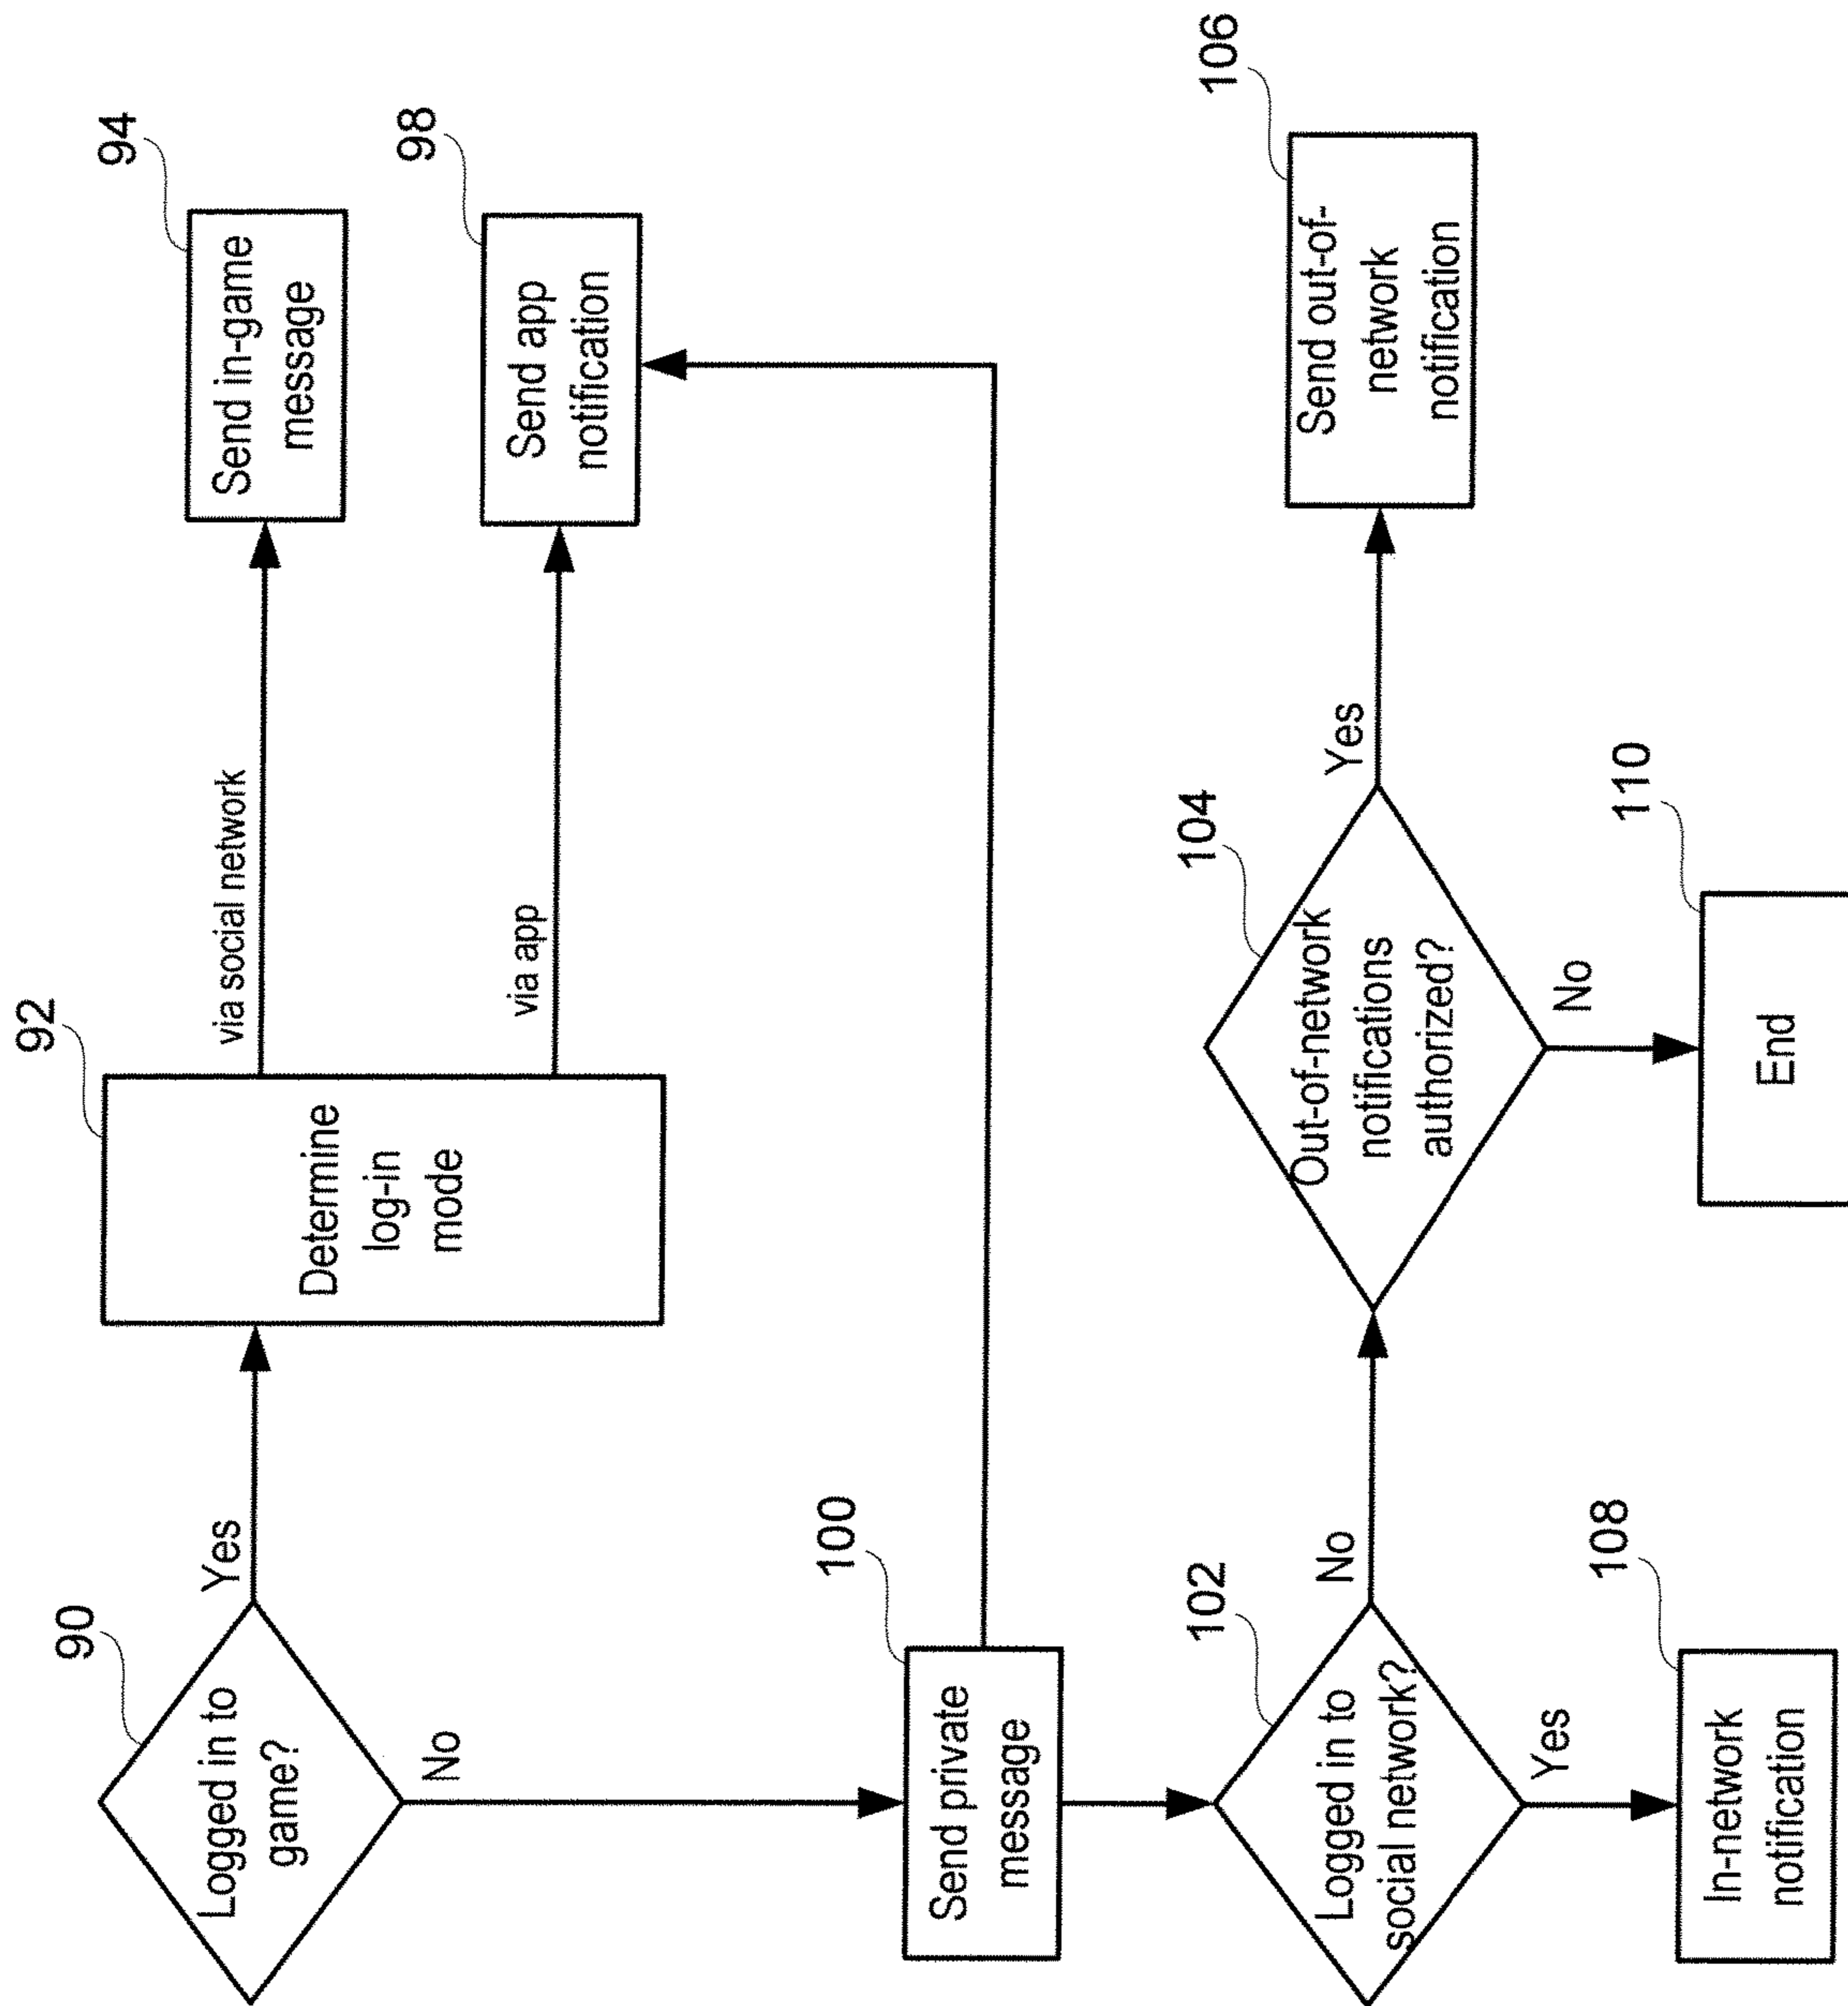 90
Logged in to
game?
Yes
92
Determine
log-in
mode
via social network
94
Send in-game
message
via app
98
Send app
notification
No
100
Send private
message
102
Logged in to
social network?
No
104
Out-of-network
notifications
authorized?
Yes
106
Send out-of-
network
notification
Yes
108
In-network
notification
No
110
End